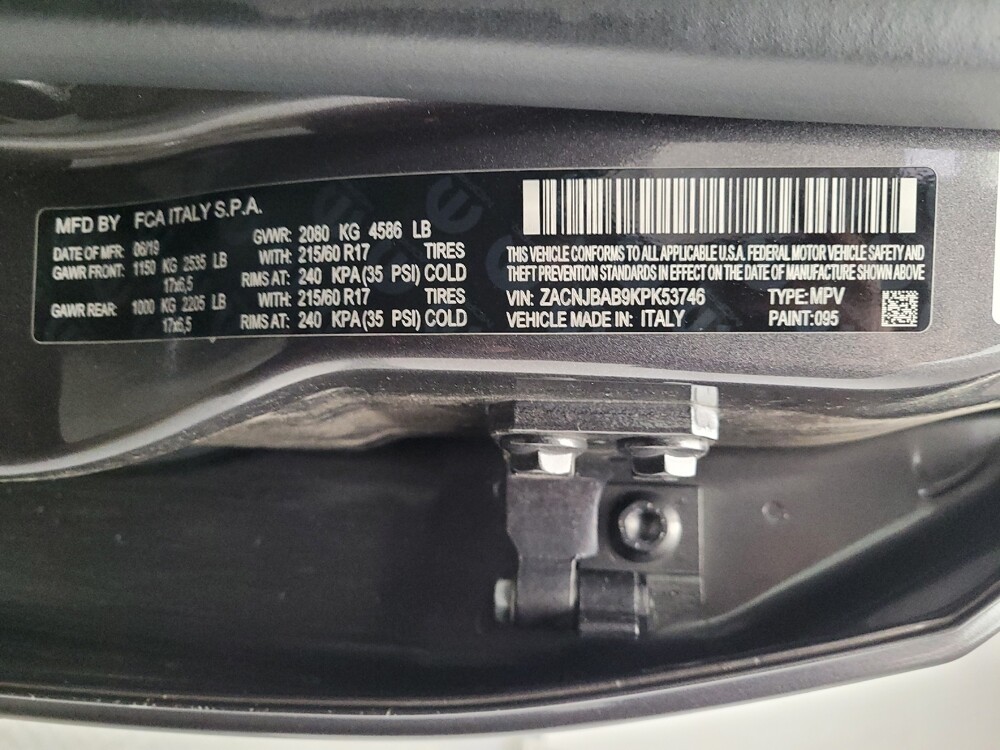 MFD BY FCA ITALY S.P.A.
DATE OF MFR: 06/19 GVWR: 2080 KG 4586 LB
GAWR FRONT: 1150 KG 2535 LB WITH: 215/60 R17 TIRES
17x6,5 RIMS AT: 240 KPA(35 PSI) COLD
GAWR REAR: 1000 KG 2205 LB WITH: 215/60 R17 TIRES
17x6,5 RIMS AT: 240 KPA(35 PSI) COLD
THIS VEHICLE CONFORMS TO ALL APPLICABLE U.S.A. FEDERAL MOTOR VEHICLE SAFETY AND
THEFT PREVENTION STANDARDS IN EFFECT ON THE DATE OF MANUFACTURE SHOWN ABOVE
VIN: ZACNJBAB9KPK53746 TYPE: MPV
VEHICLE MADE IN: ITALY PAINT: 095